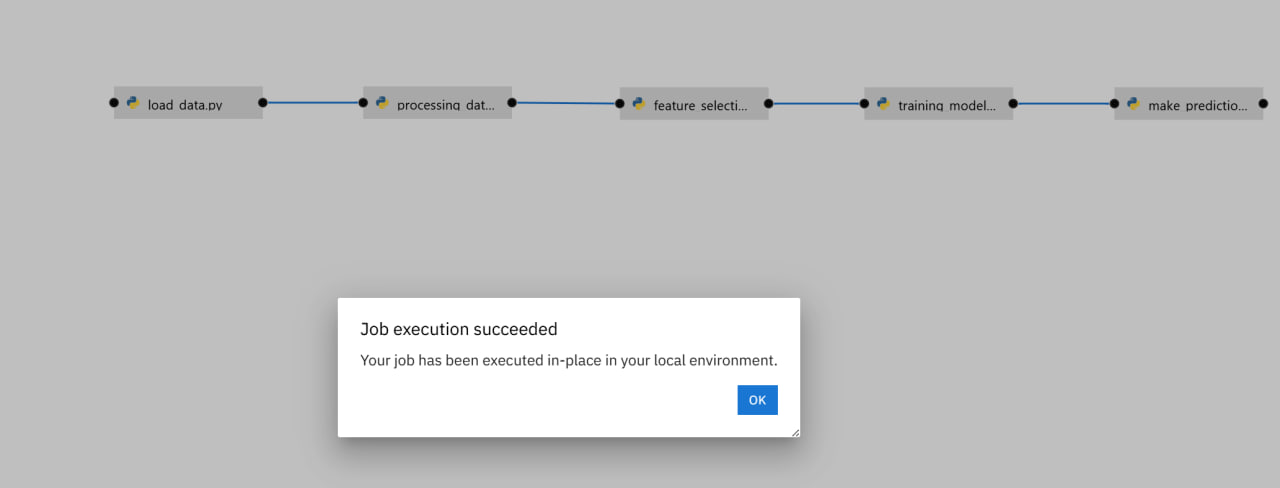 load_data.py
processing_dat...
feature_selecti...
training_model...
make_predictio...
Job execution succeeded
Your job has been executed in-place in your local environment.
OK